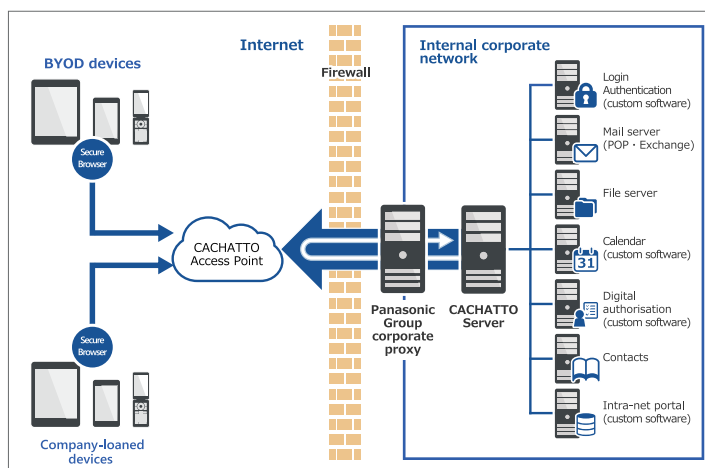 Internet
Internal corporate
network
BYOD devices
Firewall
Secure
Browser
CACHATTO
Access Point
Secure
Browser
Company-loaned
devices
Panasonic
Group
corporate
proxy
CACHATTO
Server
Login
Authentication
(custom software)
Mail server
(POP・Exchange)
File server
Calendar
(custom software)
31
Digital
authorisation
(custom software)
Contacts
Intra-net portal
(custom software)